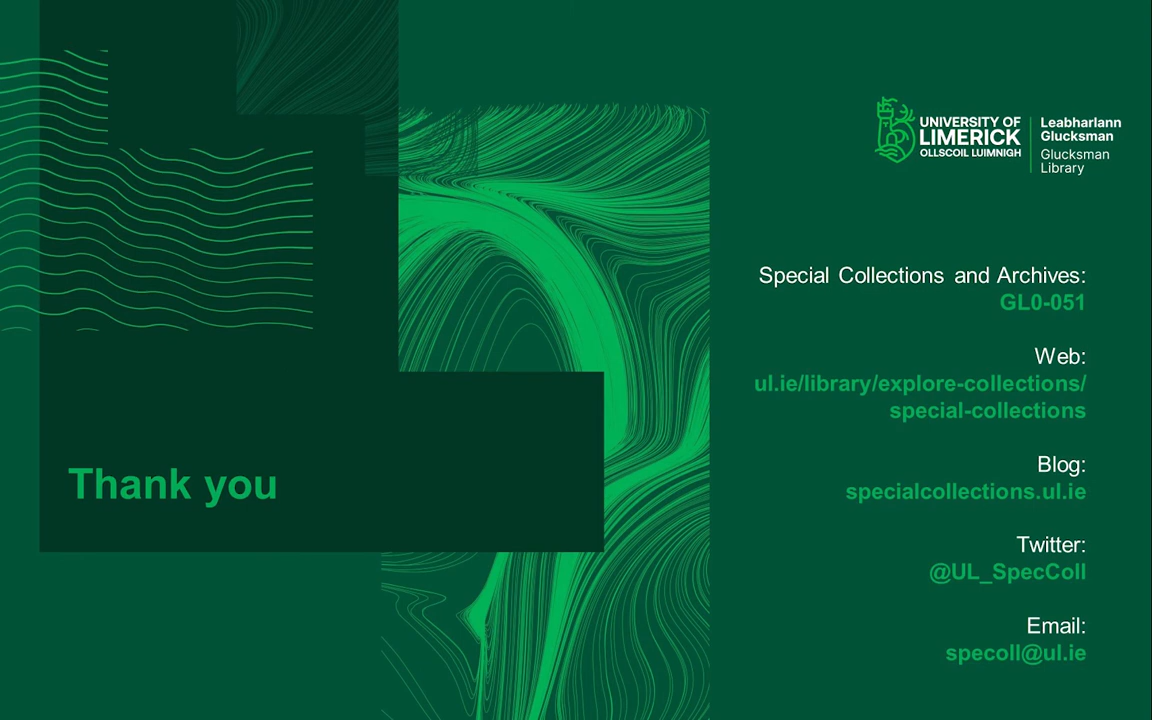 UNIVERSITY OF
LIMERICK
OLLSCOIL LUIMNIGH
Leabharlann
Glucksman
Glucksman
Library
Special Collections and Archives:
GL0-051
Web:
ul.ie/library/explore-collections/
special-collections
Blog:
specialcollections.ul.ie
Twitter:
@UL_SpecColl
Email:
specoll@ul.ie
Thank you